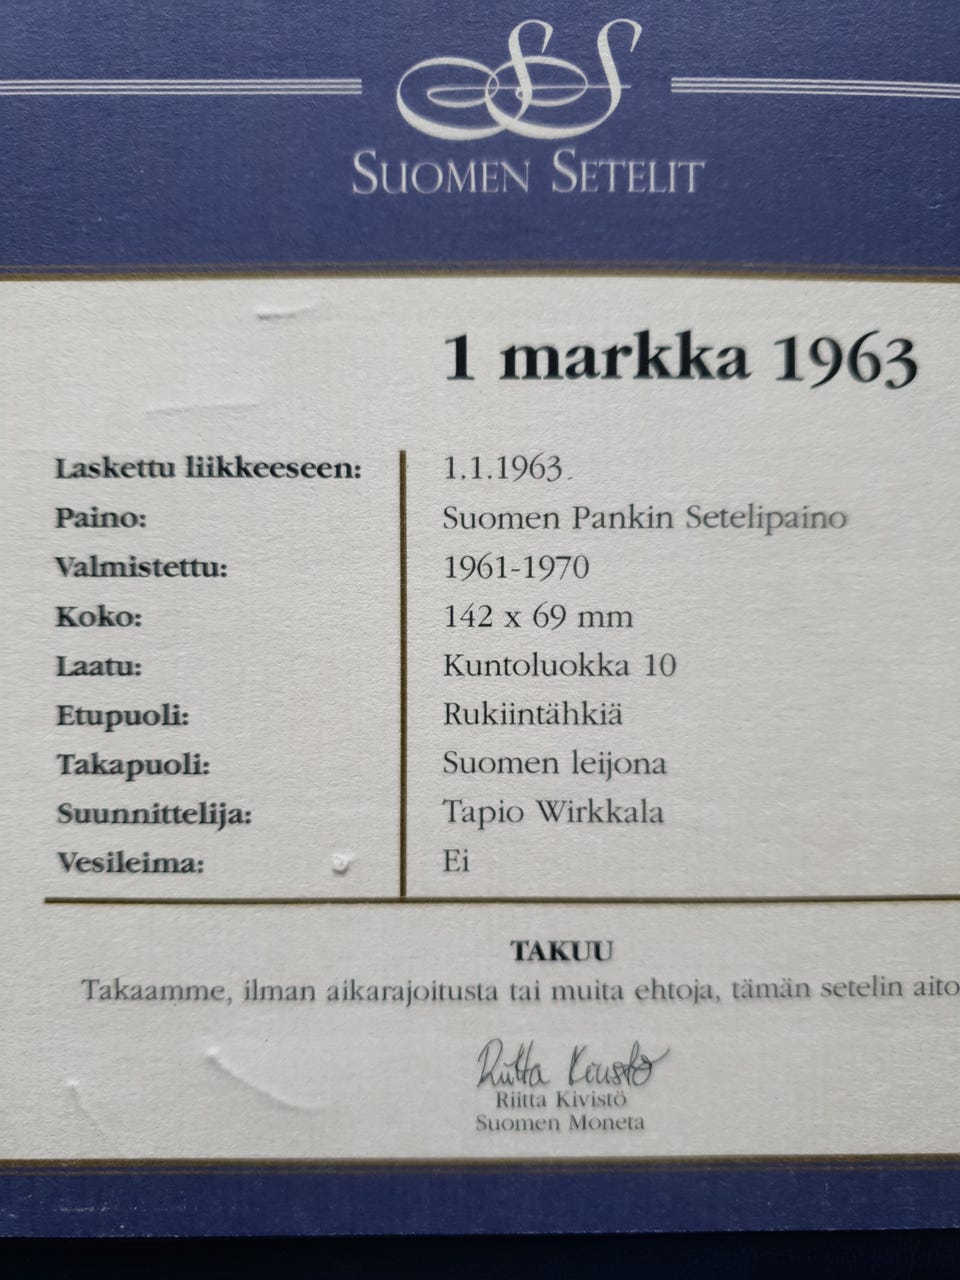 SS
SUOMEN SETELIT
1 markka 1963
Laskettu liikkeeseen: 1.1.1963.
Paino: Suomen Pankin Setelipaino
Valmistettu: 1961-1970
Koko: 142 x 69 mm
Laatu: Kuntoluokka 10
Etupuoli: Rukiintähkiä
Takapuoli: Suomen leijona
Suunnittelija: Tapio Wirkkala
Vesileima: Ei
TAKUU
Takaamme, ilman aikarajoitusta tai muita ehtoja, tämän setelin aito
Riitta Kivistö
Riitta Kivistö
Suomen Moneta